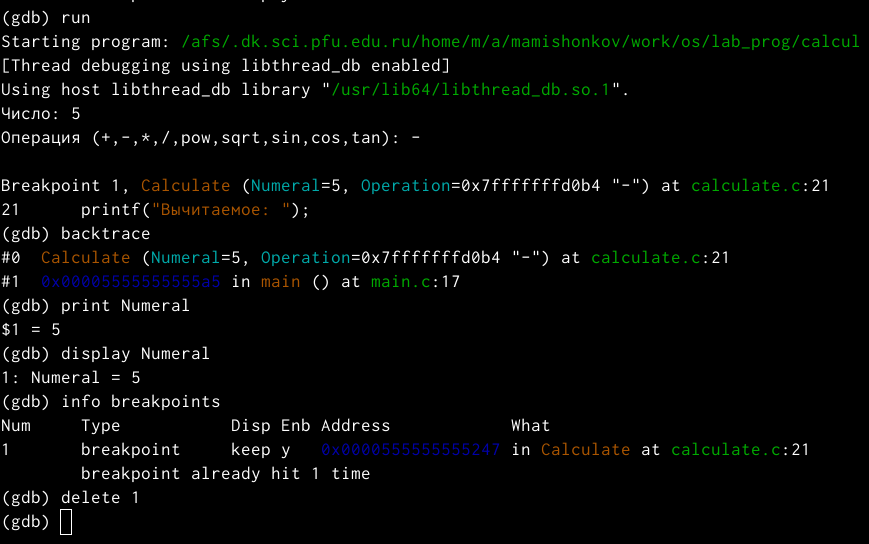 (gdb) run
Starting program: /afs/.dk.sci.pfu.edu.ru/home/m/a/mamishonkov/work/os/lab_prog/calcul
[Thread debugging using libthread_db enabled]
Using host libthread_db library "/usr/lib64/libthread_db.so.1".
Число: 5
Операция (+,-,*,/,pow,sqrt,sin,cos,tan): -
Breakpoint 1, Calculate (Numeral=5, Operation=0x7fffffffd0b4 "-") at calculate.c:21
21      printf("Вычитаемое: ");
(gdb) backtrace
#0  Calculate (Numeral=5, Operation=0x7fffffffd0b4 "-") at calculate.c:21
#1  0x00005555555555a5 in main () at main.c:17
(gdb) print Numeral
$1 = 5
(gdb) display Numeral
1: Numeral = 5
(gdb) info breakpoints
Num     Type           Disp Enb Address            What
1       breakpoint     keep y   0x0000555555555247 in Calculate at calculate.c:21
        breakpoint already hit 1 time
(gdb) delete 1
(gdb)